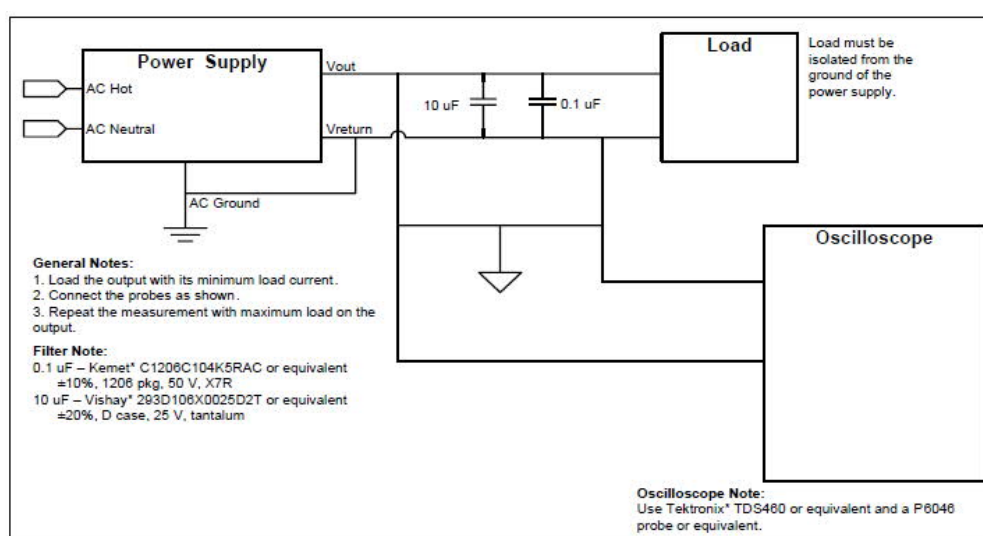 Power Supply
AC Hot
AC Neutral
Vout
Vreturn
AC Ground
10 uF
0.1 uF
Load
Load must be
isolated from the
ground of the
power supply.
General Notes:
1. Load the output with its minimum load current.
2. Connect the probes as shown.
3. Repeat the measurement with maximum load on the
output.
Filter Note:
0.1 uF – Kemet* C1206C104K5RAC or equivalent
±10%, 1206 pkg, 50 V, X7R
10 uF – Vishay* 293D106X0025D2T or equivalent
±20%, D case, 25 V, tantalum
Oscilloscope
Oscilloscope Note:
Use Tektronix* TDS460 or equivalent and a P6046
probe or equivalent.